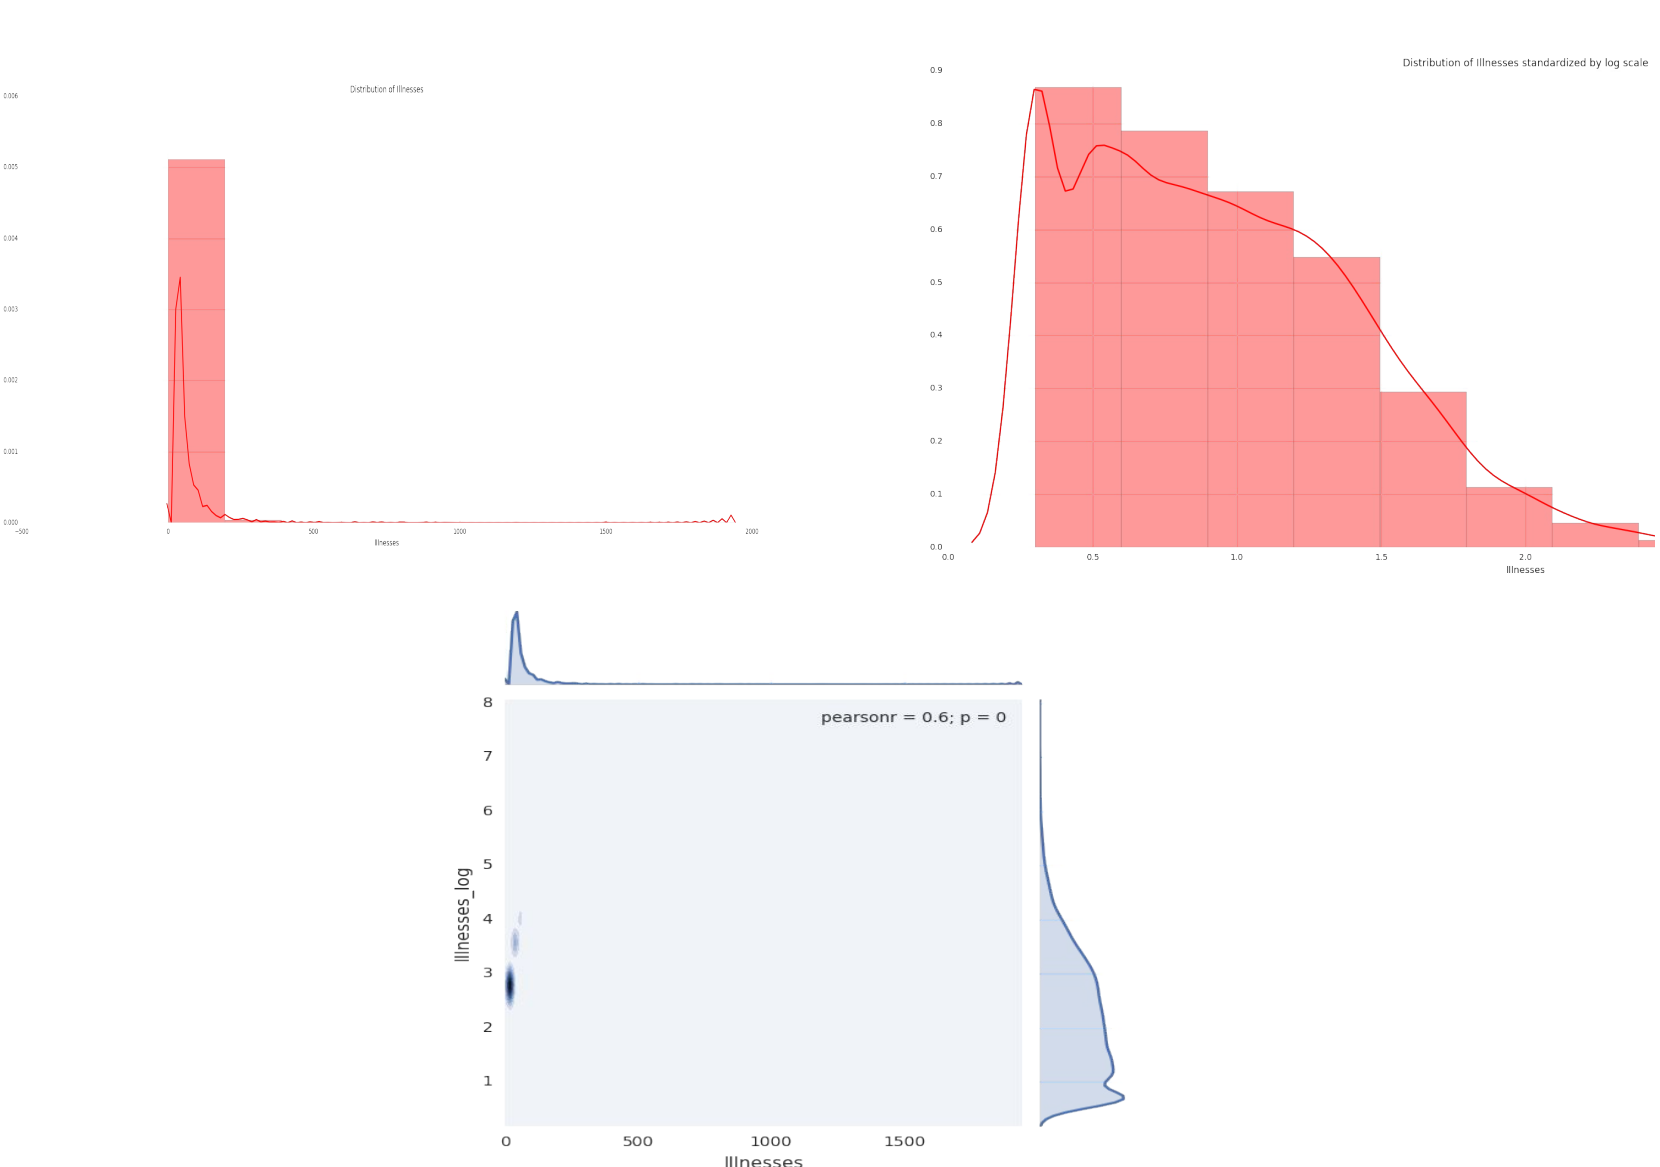 Distribution of Illnesses
0.006
0.005
0.004
0.003
0.002
0.001
0.000
−500 0 500 1000 1500 2000
Illnesses
Distribution of Illnesses standardized by log scale
0.9
0.8
0.7
0.6
0.5
0.4
0.3
0.2
0.1
0.0
0.0 0.5 1.0 1.5 2.0
Illnesses
pearsonr = 0.6; p = 0
8
7
6
5
4
3
2
1
Illlnesses_log
0 500 1000 1500
Illnesses